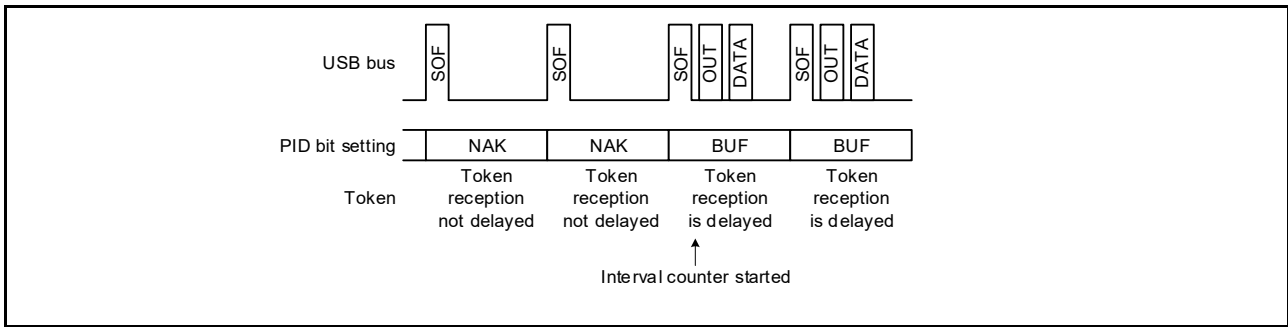 USB bus
SOF
SOF
SOF
OUT
DATA
SOF
OUT
DATA
PID bit setting
NAK
NAK
BUF
BUF
Token
Token
reception
not delayed
Token
reception
not delayed
Token
reception
is delayed
Token
reception
is delayed
Interval counter started